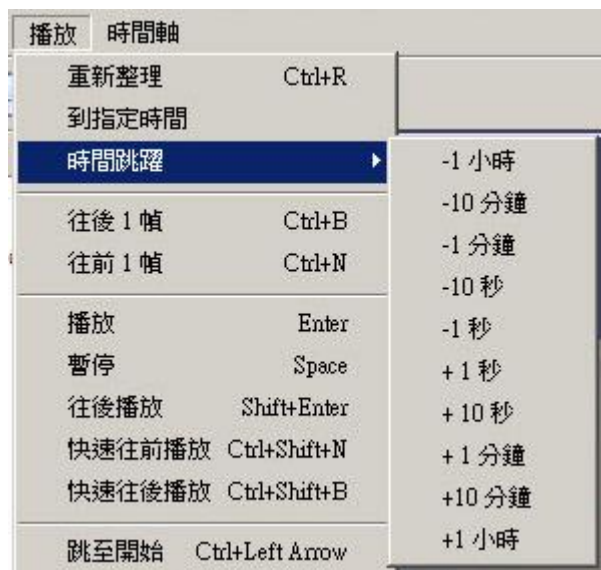 播放 時間軸
重新整理 Ctrl+R
到指定時間
時間跳躍
往後 1 幀 Ctrl+B
往前 1 幀 Ctrl+N
播放 Enter
暫停 Space
往後播放 Shift+Enter
快速往前播放 Ctrl+Shift+N
快速往後播放 Ctrl+Shift+B
跳至開始 Ctrl+Left Arrow
-1 小時
-10 分鐘
-1 分鐘
-10 秒
-1 秒
+ 1 秒
+ 10 秒
+ 1 分鐘
+10 分鐘
+1 小時